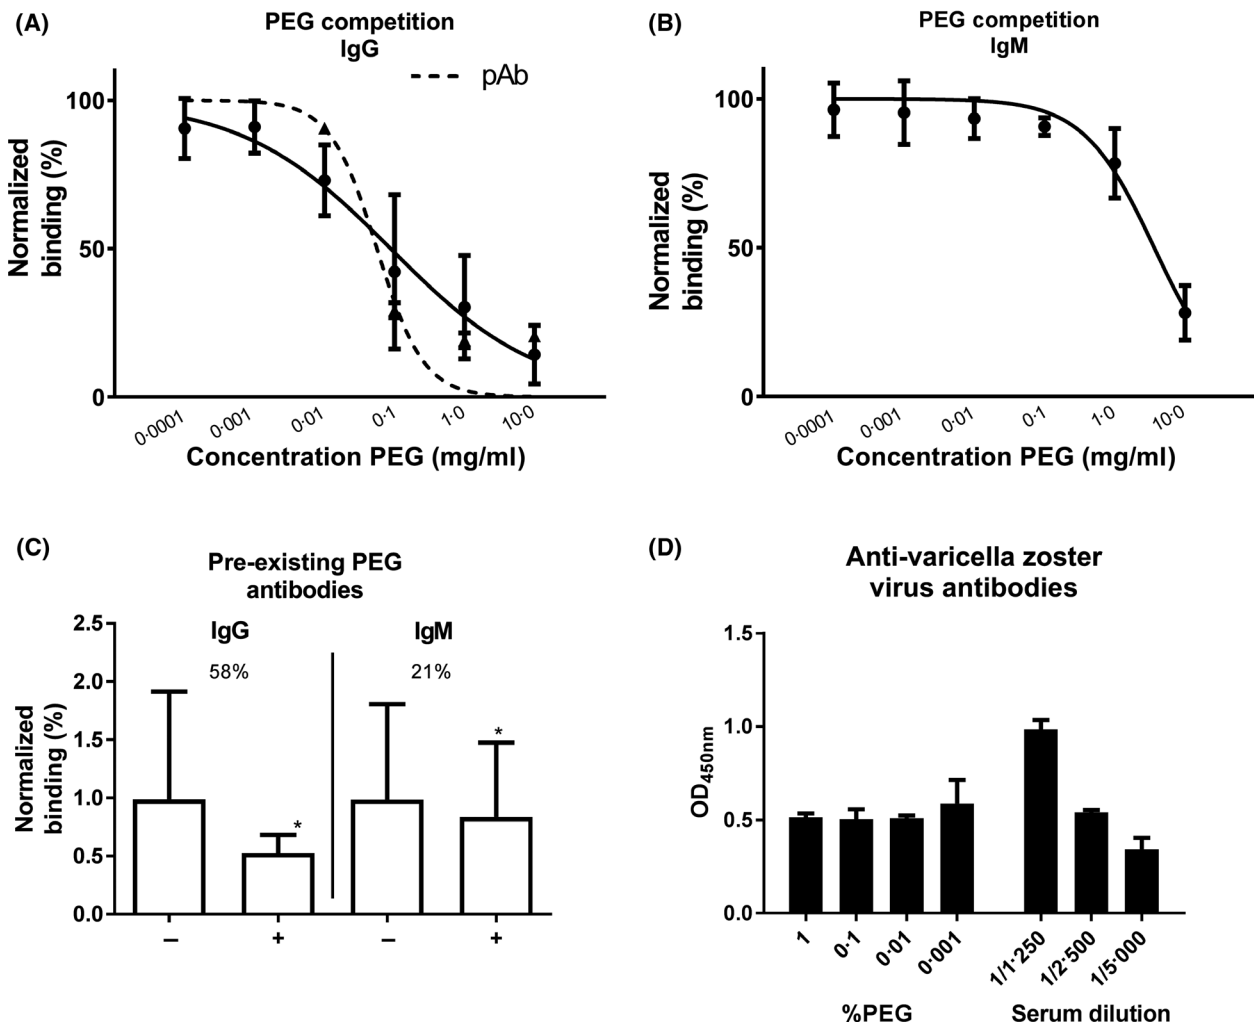 (A)
PEG competition
IgG
pAb
Normalized
binding (%)
100
50
0
0·0001 0·001 0·01 0·1 1·0 10·0
Concentration PEG (mg/ml)
(B)
PEG competition
IgM
Normalized
binding (%)
100
50
0
0·0001 0·001 0·01 0·1 1·0 10·0
Concentration PEG (mg/ml)
(C)
Pre-existing PEG
antibodies
IgG IgM
58% 21%
Normalized
binding (%)
2.5
2.0
1.5
1.0
0.5
0.0
* *
– + – +
(D)
Anti-varicella zoster
virus antibodies
OD450nm
1.5
1.0
0.5
0.0
1 0·1 0·01 0·001 1/1·250 1/2·500 1/5·000
%PEG Serum dilution